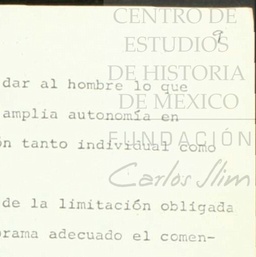 CENTRO DE
ESTUDIOS
9
DE HISTORIA
dar al hombre lo que
DE MEXICO
amplia autonomía en
FUNDACIÓN
tanto individual como
Carlos Slim
de la limitación obligada
adecuado el comen-